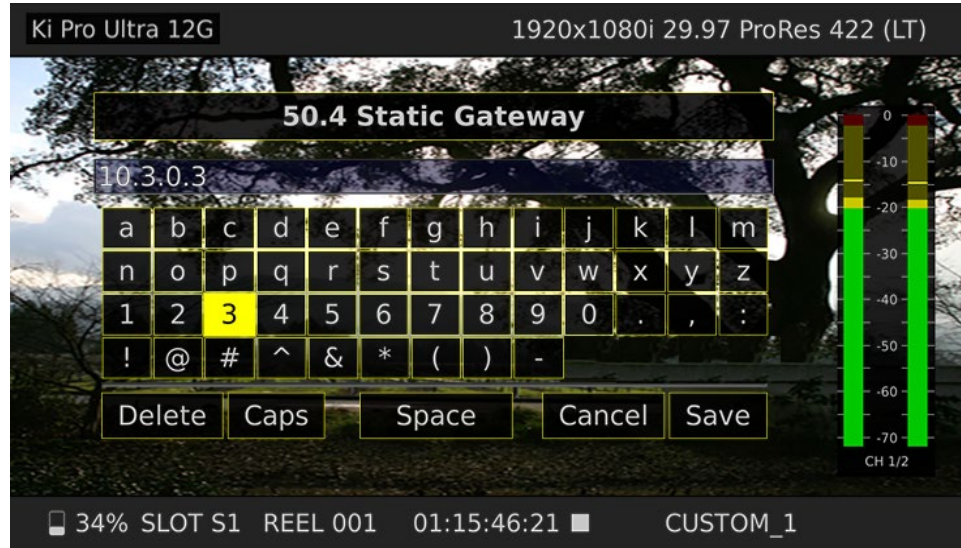 Ki Pro Ultra 12G 1920x1080i 29.97 ProRes 422 (LT)
50.4 Static Gateway
10.3.0.3
a b c d e f g h i j k l m
n o p q r s t u v w x y z
1 2 3 4 5 6 7 8 9 0 . , :
! @ # ^ & * ( ) -
Delete Caps Space Cancel Save
0
-10
-20
-30
-40
-50
-60
-70
CH 1/2
34% SLOT S1 REEL 001 01:15:46:21 CUSTOM_1